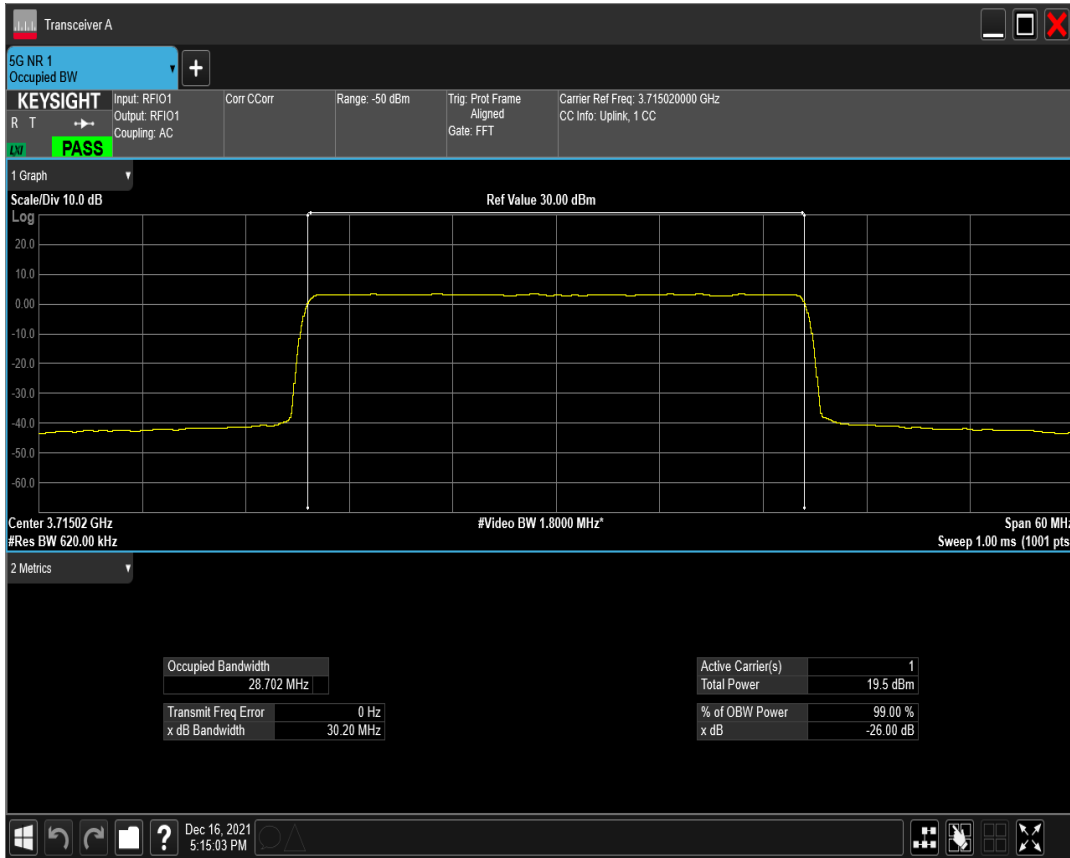 Transceiver A
5G NR 1
Occupied BW
KEYSIGHT
R T
LXI
PASS
Input: RFIO1
Output: RFIO1
Coupling: AC
Corr CCorr
Range: -50 dBm
Trig: Prot Frame
Aligned
Gate: FFT
Carrier Ref Freq: 3.715020000 GHz
CC Info: Uplink, 1 CC
1 Graph
Scale/Div 10.0 dB
Ref Value 30.00 dBm
Log
20.0
10.0
0.00
-10.0
-20.0
-30.0
-40.0
-50.0
-60.0
Center 3.71502 GHz
#Video BW 1.8000 MHz*
Span 60 MHz
#Res BW 620.00 kHz
Sweep 1.00 ms (1001 pts
2 Metrics
Occupied Bandwidth
28.702 MHz
Transmit Freq Error 0 Hz
x dB Bandwidth 30.20 MHz
Active Carrier(s) 1
Total Power 19.5 dBm
% of OBW Power 99.00 %
x dB -26.00 dB
?
Dec 16, 2021
5:15:03 PM